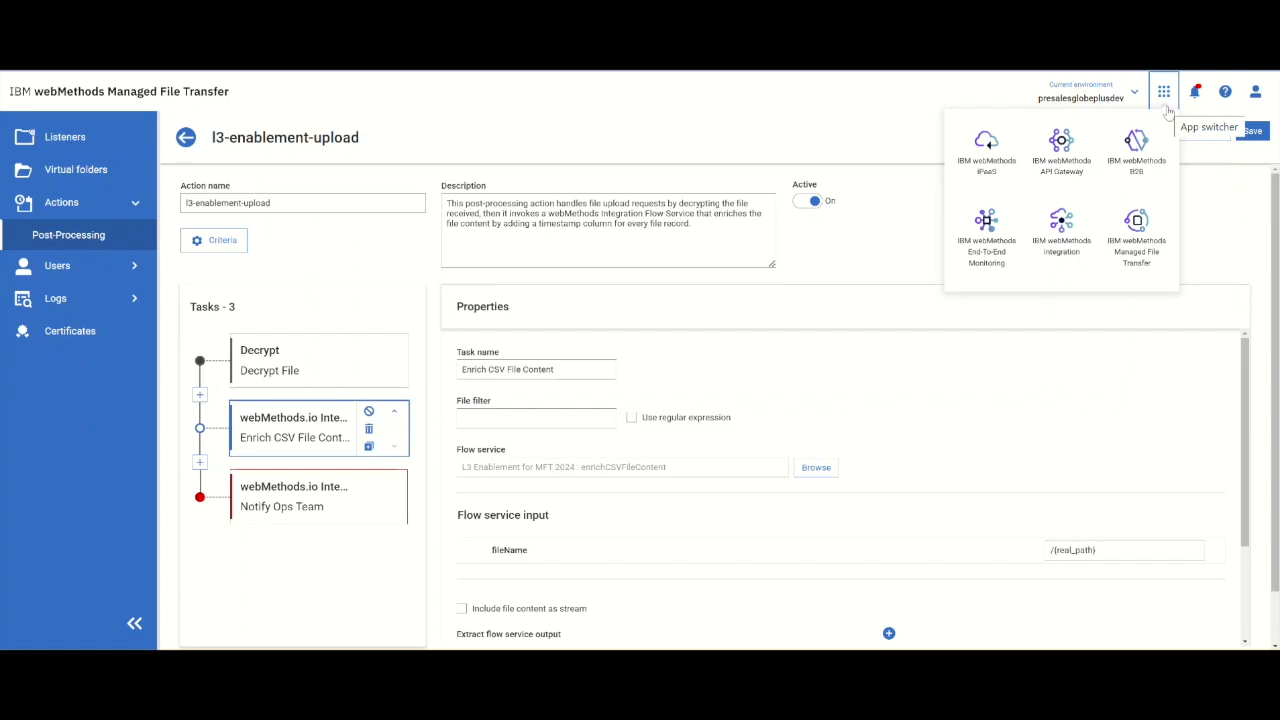 IBM webMethods Managed File Transfer
Current environment
presalesglobeplusdev
App switcher
Save
Listeners
Virtual folders
Actions
Post-Processing
Users
Logs
Certificates
l3-enablement-upload
IBM webMethods
iPaaS
IBM webMethods
API Gateway
IBM webMethods
B2B
IBM webMethods
End-To-End
Monitoring
IBM webMethods
Integration
IBM webMethods
Managed File
Transfer
Action name
l3-enablement-upload
Criteria
Description
This post-processing action handles file upload requests by decrypting the file
received, then it invokes a webMethods Integration Flow Service that enriches the
file content by adding a timestamp column for every file record.
Active
On
Tasks - 3
Decrypt
Decrypt File
webMethods.io Inte...
Enrich CSV File Cont...
webMethods.io Inte...
Notify Ops Team
Properties
Task name
Enrich CSV File Content
File filter
Use regular expression
Flow service
L3 Enablement for MFT 2024 : enrichCSVFileContent
Browse
Flow service input
fileName
/{real_path}
Include file content as stream
Extract flow service output